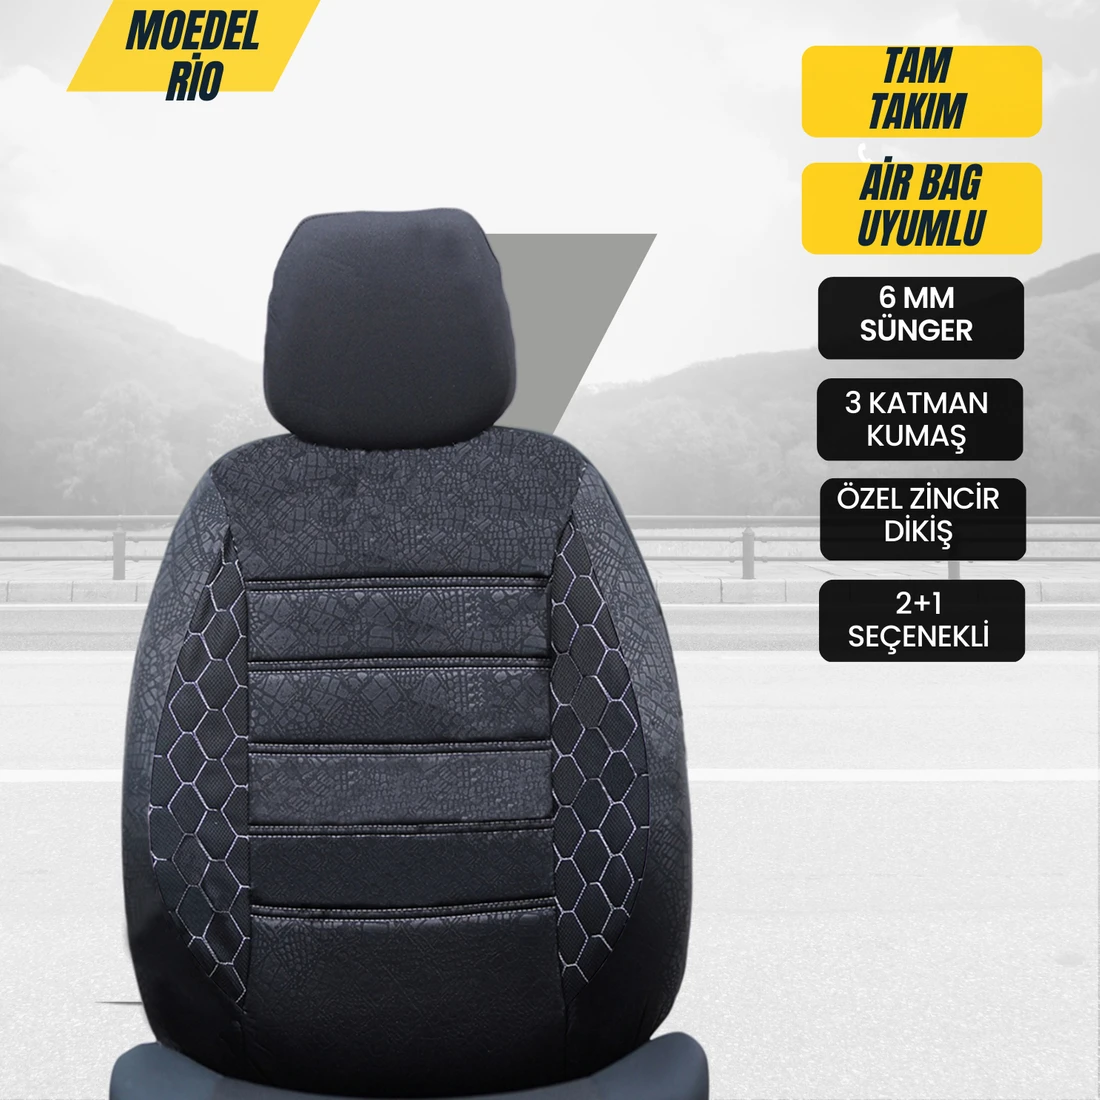 MOEDEL
RİO
TAM
TAKIM
AİR BAG
UYUMLU
6 MM
SÜNGER
3 KATMAN
KUMAŞ
ÖZEL ZİNCİR
DİKİŞ
2+1
SEÇENEKLİ